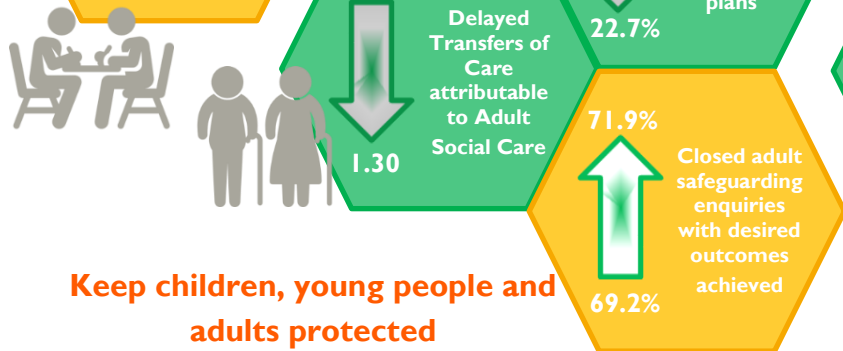 plans
22.7%
Delayed
Transfers of
Care
attributable
to Adult
Social Care
1.30
71.9%
Closed adult
safeguarding
enquiries
with desired
outcomes
achieved
69.2%
Keep children, young people and
adults protected